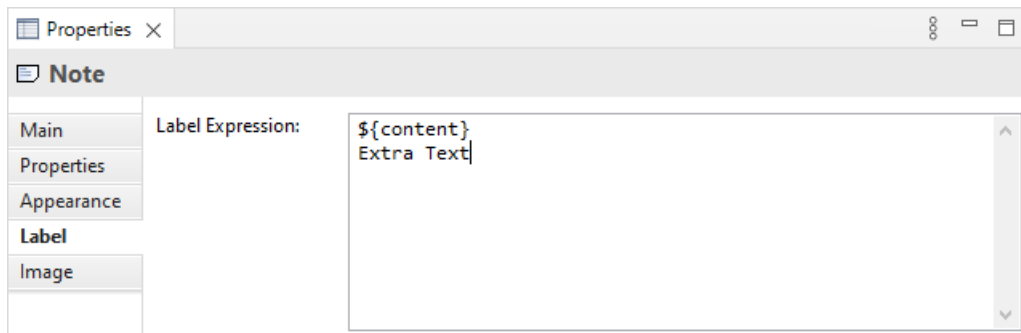 Properties
Note
Main
Properties
Appearance
Label
Image
Label Expression:
${content}
Extra Text